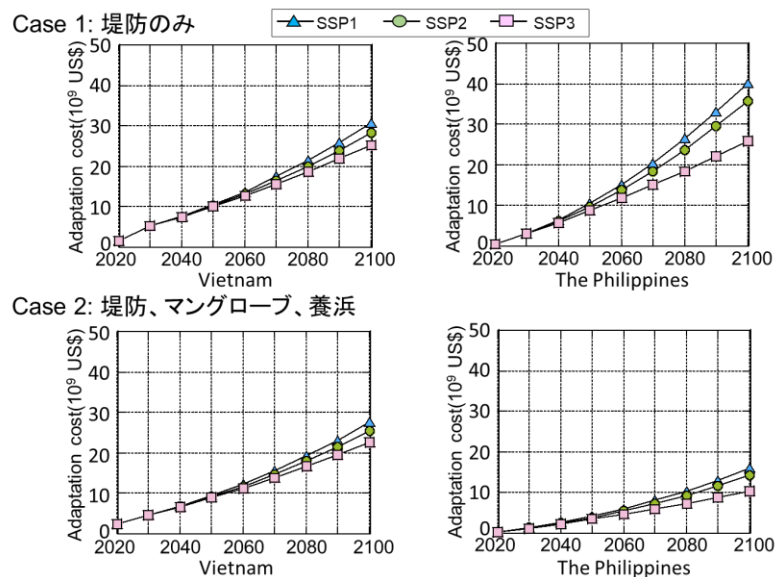 Case 1: 堤防のみ
SSP1 SSP2 SSP3
Adaptation cost(10⁹ US$)
50
40
30
20
10
0
2020 2040 2060 2080 2100
Vietnam
Adaptation cost(10⁹ US$)
50
40
30
20
10
0
2020 2040 2060 2080 2100
The Philippines
Case 2: 堤防、マングローブ、養浜
Adaptation cost(10⁹ US$)
50
40
30
20
10
0
2020 2040 2060 2080 2100
Vietnam
Adaptation cost(10⁹ US$)
50
40
30
20
10
0
2020 2040 2060 2080 2100
The Philippines